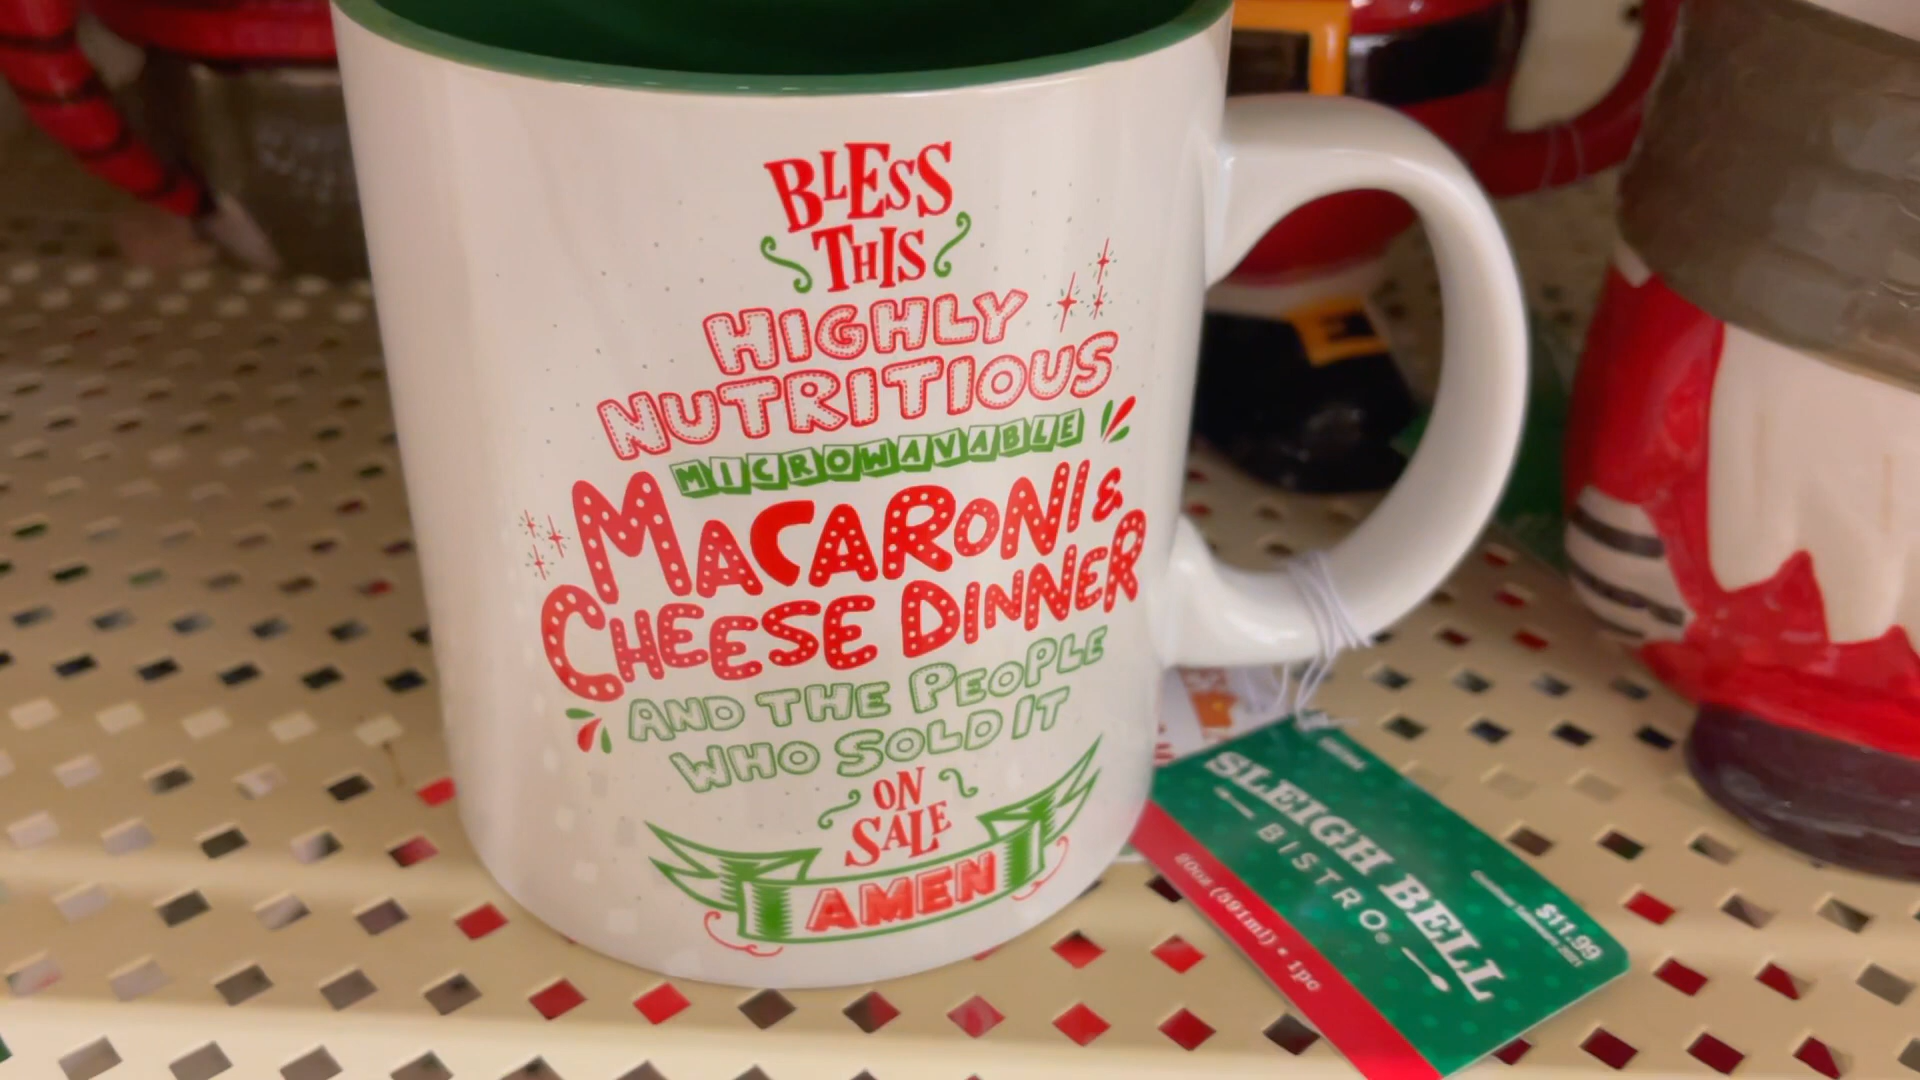 BLESS
THIS
HIGHLY
NUTRITIOUS
MICROWAVABLE
MACARONI &
CHEESE DINNER
AND THE PEOPLE
WHO SOLD IT
ON
SALE
AMEN
SLEIGH BELL
BISTRO
20oz (591ml) • 1pc
$11.99